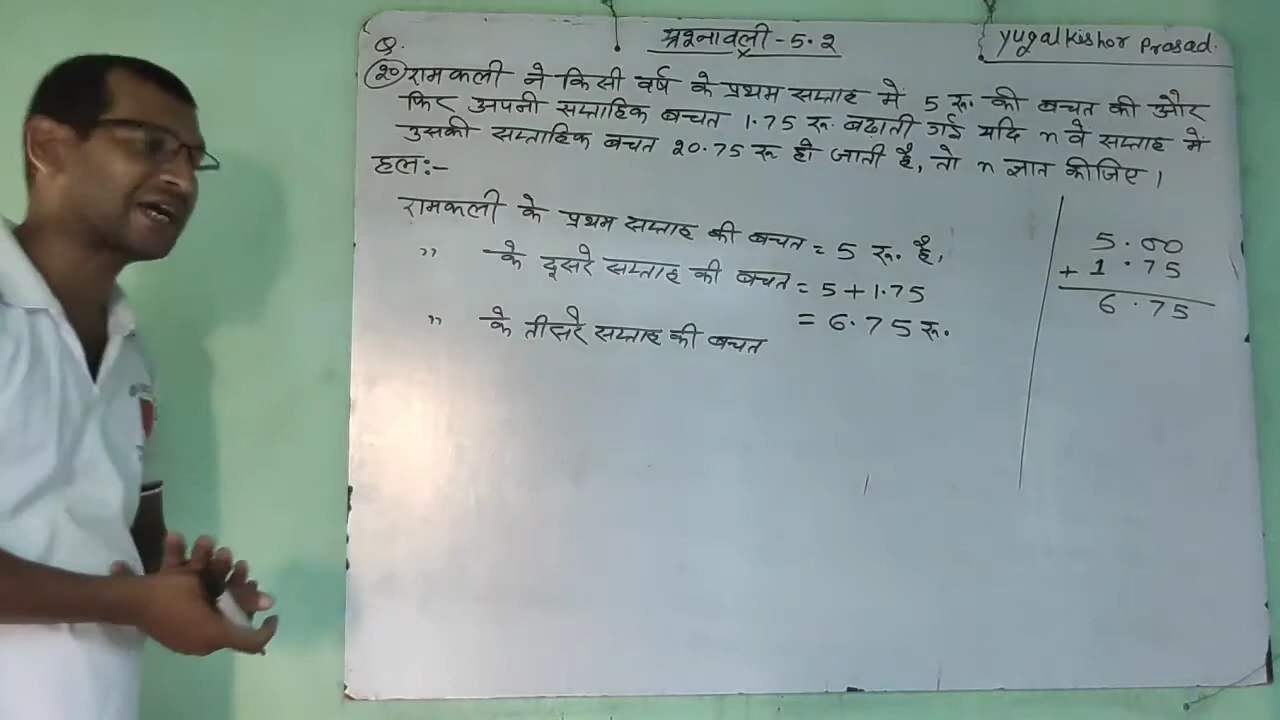 प्रश्नावली-5.2
Yugal Kishor Prasad.
Q.
(20) रामकली ने किसी वर्ष के प्रथम सप्ताह में 5 रू. की बचत की और
फिर अपनी सप्ताहिक बचत 1.75 रू. बढाती गई यदि n वे सप्ताह में
उसकी सप्ताहिक बचत 20.75 रू हो जाती है, तो n ज्ञात कीजिए।
हल:-
रामकली के प्रथम सप्ताह की बचत = 5 रू. है,
" के दूसरे सप्ताह की बचत = 5+1.75
= 6.75 रू.
" के तीसरे सप्ताह की बचत
5.00
+ 1.75
6.75